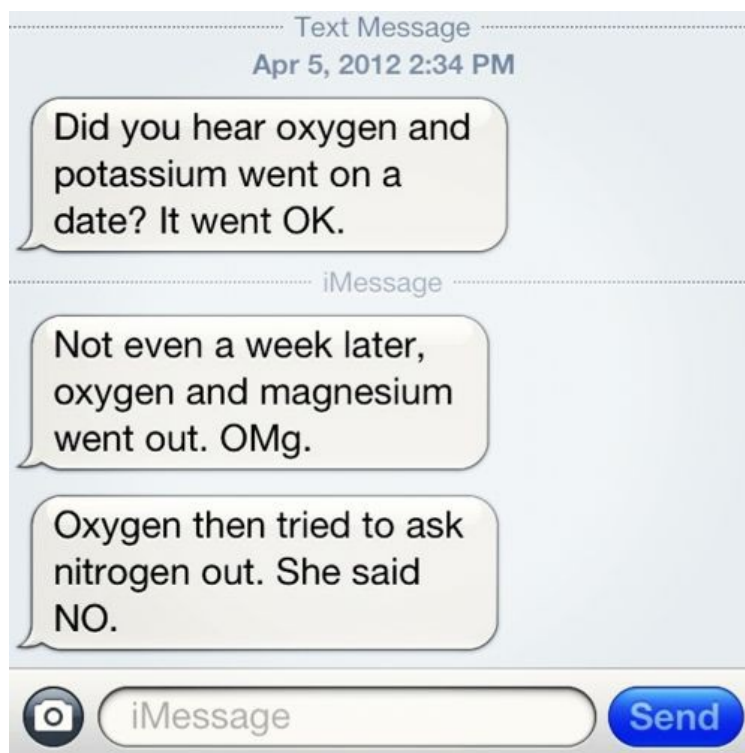 Text Message
Apr 5, 2012 2:34 PM
Did you hear oxygen and
potassium went on a
date? It went OK.
iMessage
Not even a week later,
oxygen and magnesium
went out. OMg.
Oxygen then tried to ask
nitrogen out. She said
NO.
iMessage
Send